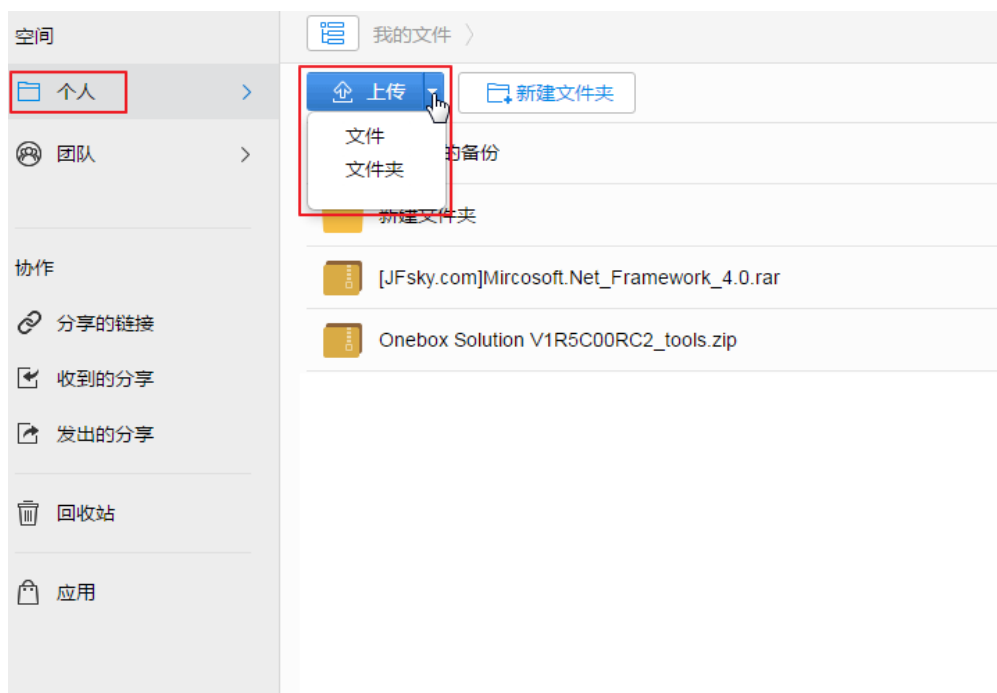 空间
个人
团队
协作
分享的链接
收到的分享
发出的分享
回收站
应用
我的文件
上传
新建文件夹
文件
文件夹
的备份
新建文件夹
[JFsky.com]Mircosoft.Net_Framework_4.0.rar
Onebox Solution V1R5C00RC2_tools.zip